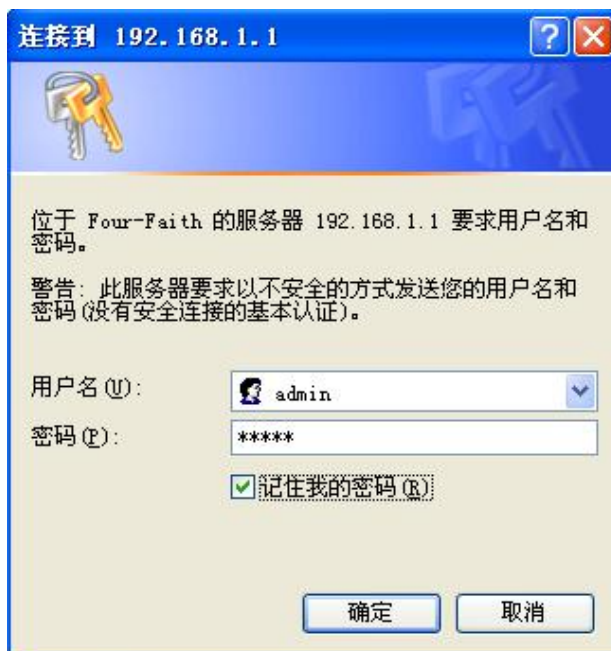 连接到 192.168.1.1
位于 Four-Faith 的服务器 192.168.1.1 要求用户名和
密码。
警告: 此服务器要求以不安全的方式发送您的用户名和
密码(没有安全连接的基本认证)。
用户名(U):
admin
密码(P):
*****
记住我的密码(R)
确定
取消